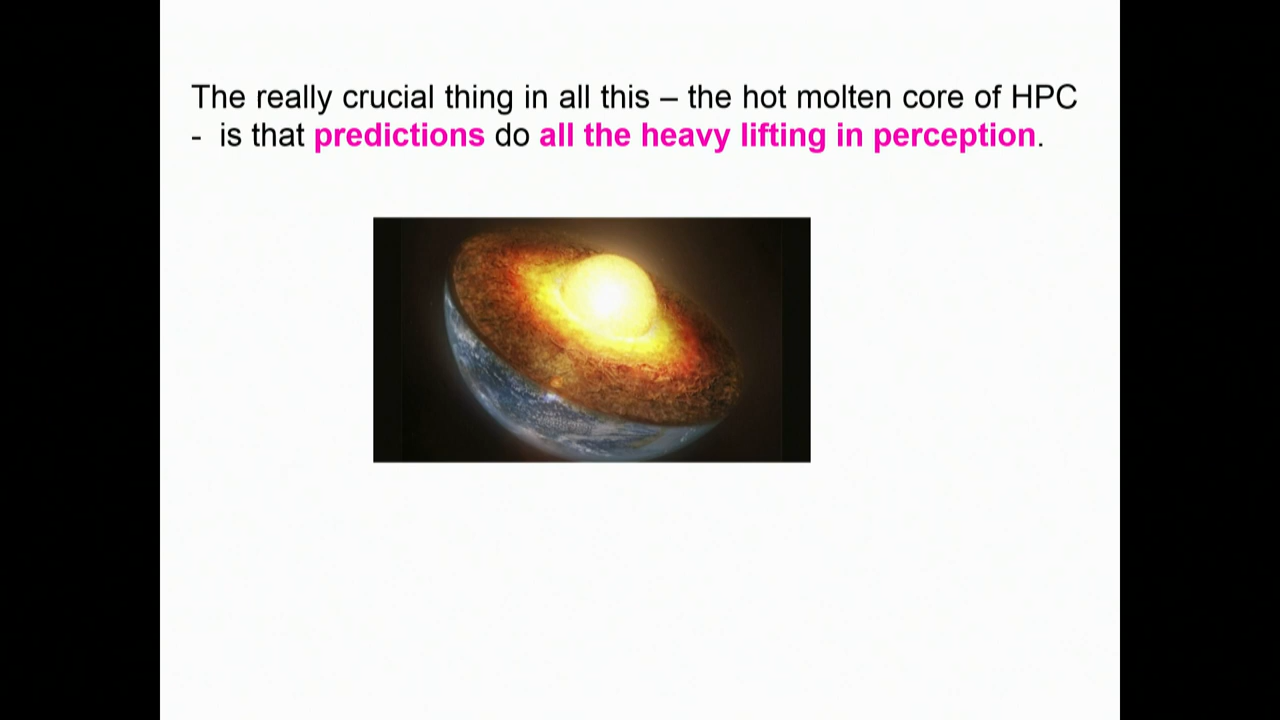 The really crucial thing in all this – the hot molten core of HPC
- is that predictions do all the heavy lifting in perception.